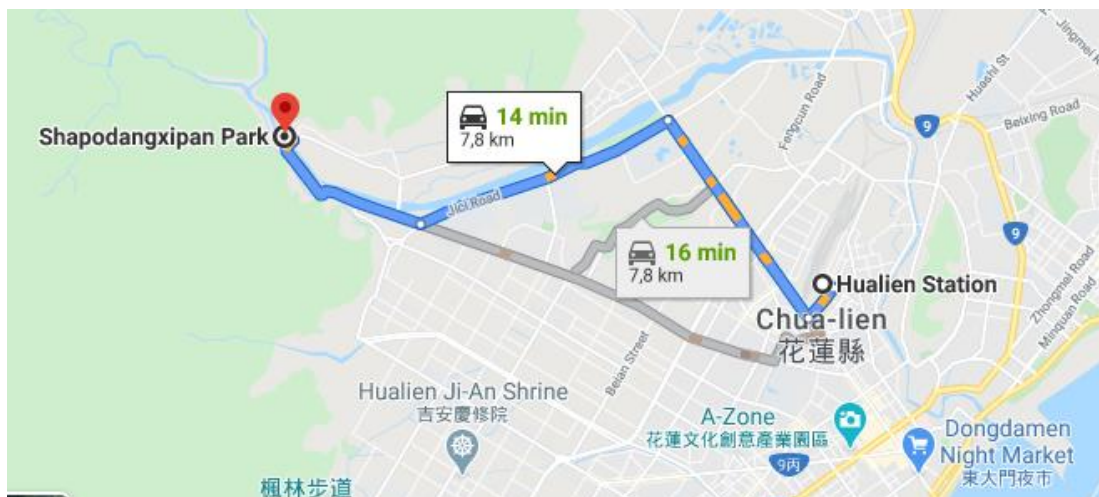 Jingmei Road
Huashi St
Fengcun Road
9
Beixing Road
14 min
7,8 km
Shapodangxipan Park
Jici Road
9
16 min
7,8 km
Hualien Station
Zhongmei Road
Minquan Road
Chua-lien
花蓮縣
Beian Street
Hualien Ji-An Shrine
吉安慶修院
A-Zone
花蓮文化創意產業園區
Dongdamen
Night Market
東大門夜市
9丙
楓林步道